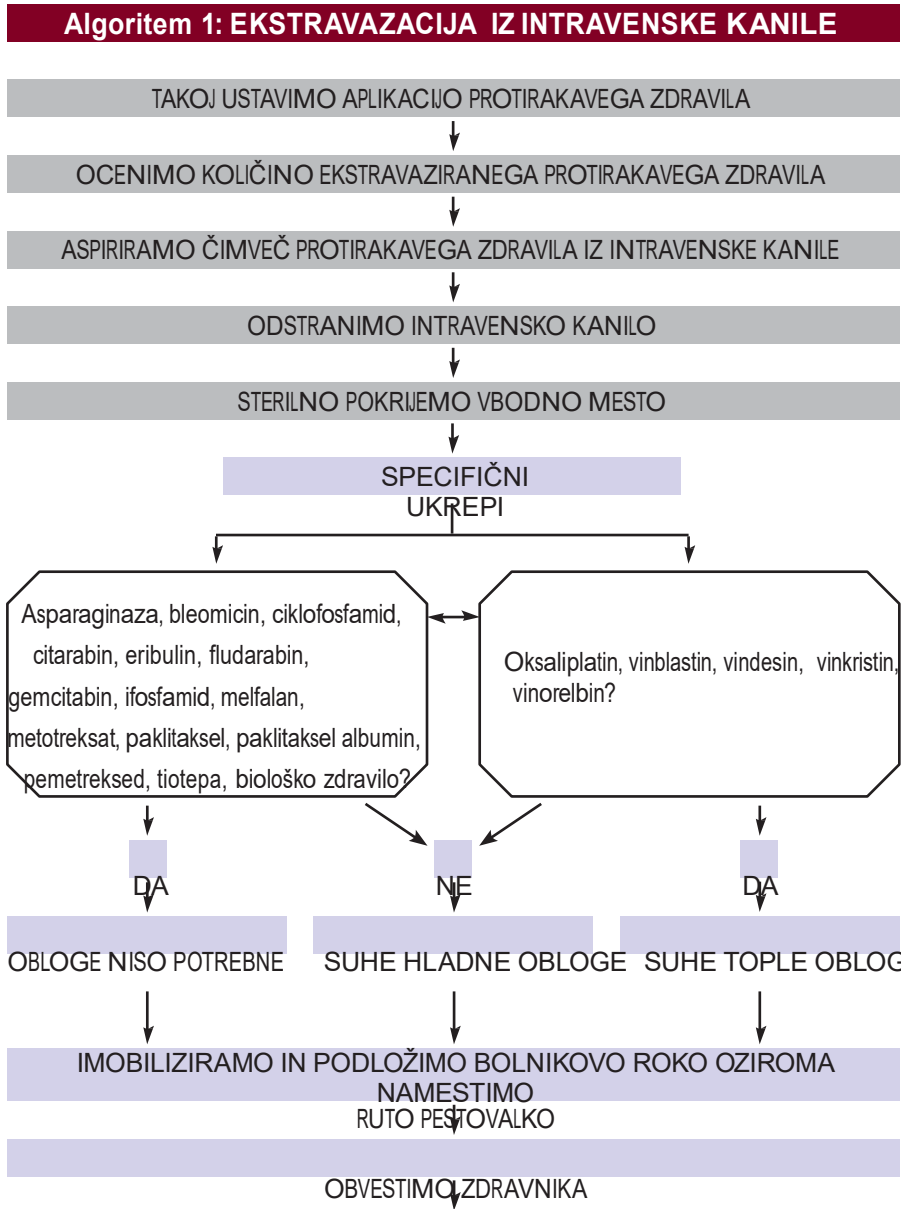 Algoritem 1: EKSTRAVAZACIJA IZ INTRAVENSKE KANILE
TAKOJ USTAVIMO APLIKACIJO PROTIRAKAVEGA ZDRAVILA
OCENIMO KOLIČINO EKSTRAVAZIRANEGA PROTIRAKAVEGA ZDRAVILA
ASPIRIRAMO ČIMVEČ PROTIRAKAVEGA ZDRAVILA IZ INTRAVENSKE KANILE
ODSTRANIMO INTRAVENSKO KANILO
STERILNO POKRIJEMO VBODNO MESTO
SPECIFIČNI
UKREPI
Asparaginaza, bleomicin, ciklofosfamid,
citarabin, eribulin, fludarabin,
gemcitabin, ifosfamid, melfalan,
metotreksat, paklitaksel, paklitaksel albumin,
pemetreksed, tiotepa, biološko zdravilo?
Oksaliplatin, vinblastin, vindesin, vinkristin,
vinorelbin?
DA
NE
DA
OBLOGE NISO POTREBNE
SUHE HLADNE OBLOGE
SUHE TOPLE OBLOG
IMOBILIZIRAMO IN PODLOŽIMO BOLNIKOVO ROKO OZIROMA
NAMESTIMO
RUTO PESTOVALKO
OBVESTIMO ZDRAVNIKA